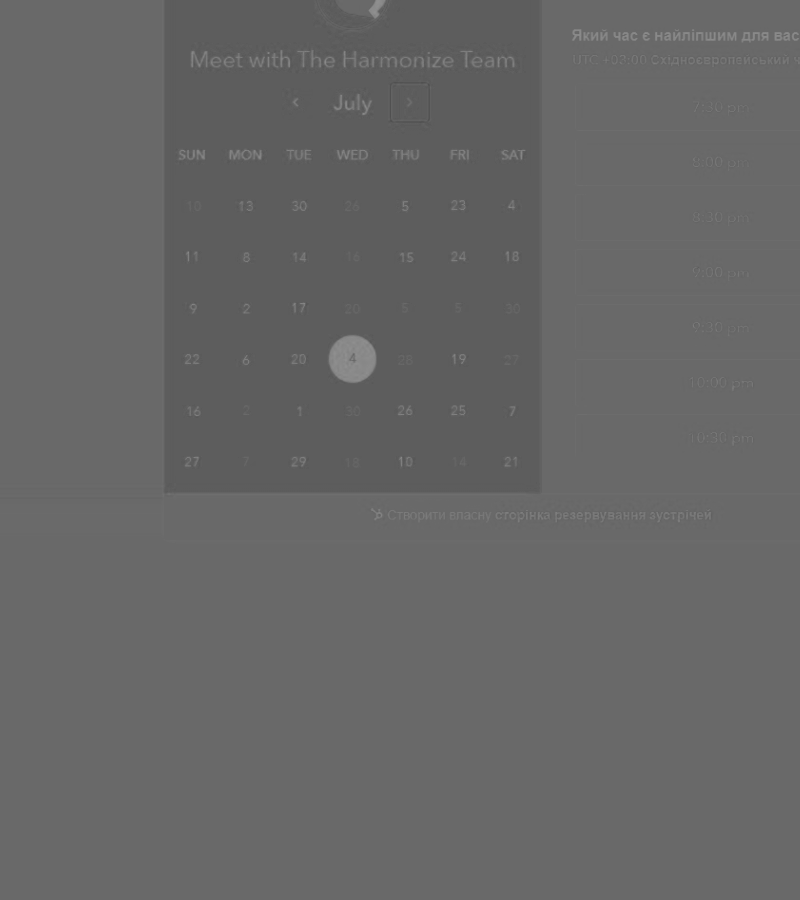 Meet with The Harmonize Team
‹ July ›
SUN MON TUE WED THU FRI SAT
10 13 30 26 5 23 4
11 8 14 16 15 24 18
9 2 17 20 5 5 30
22 6 20 4 28 19 27
16 2 1 30 26 25 7
27 7 29 18 10 14 21
Який час є найліпшим для вас
UTC +02:00 Східноєвропейський ч
7:30 pm
8:00 pm
8:30 pm
9:00 pm
9:30 pm
10:00 pm
10:30 pm
Створити власну сторінка резервування зустрічей